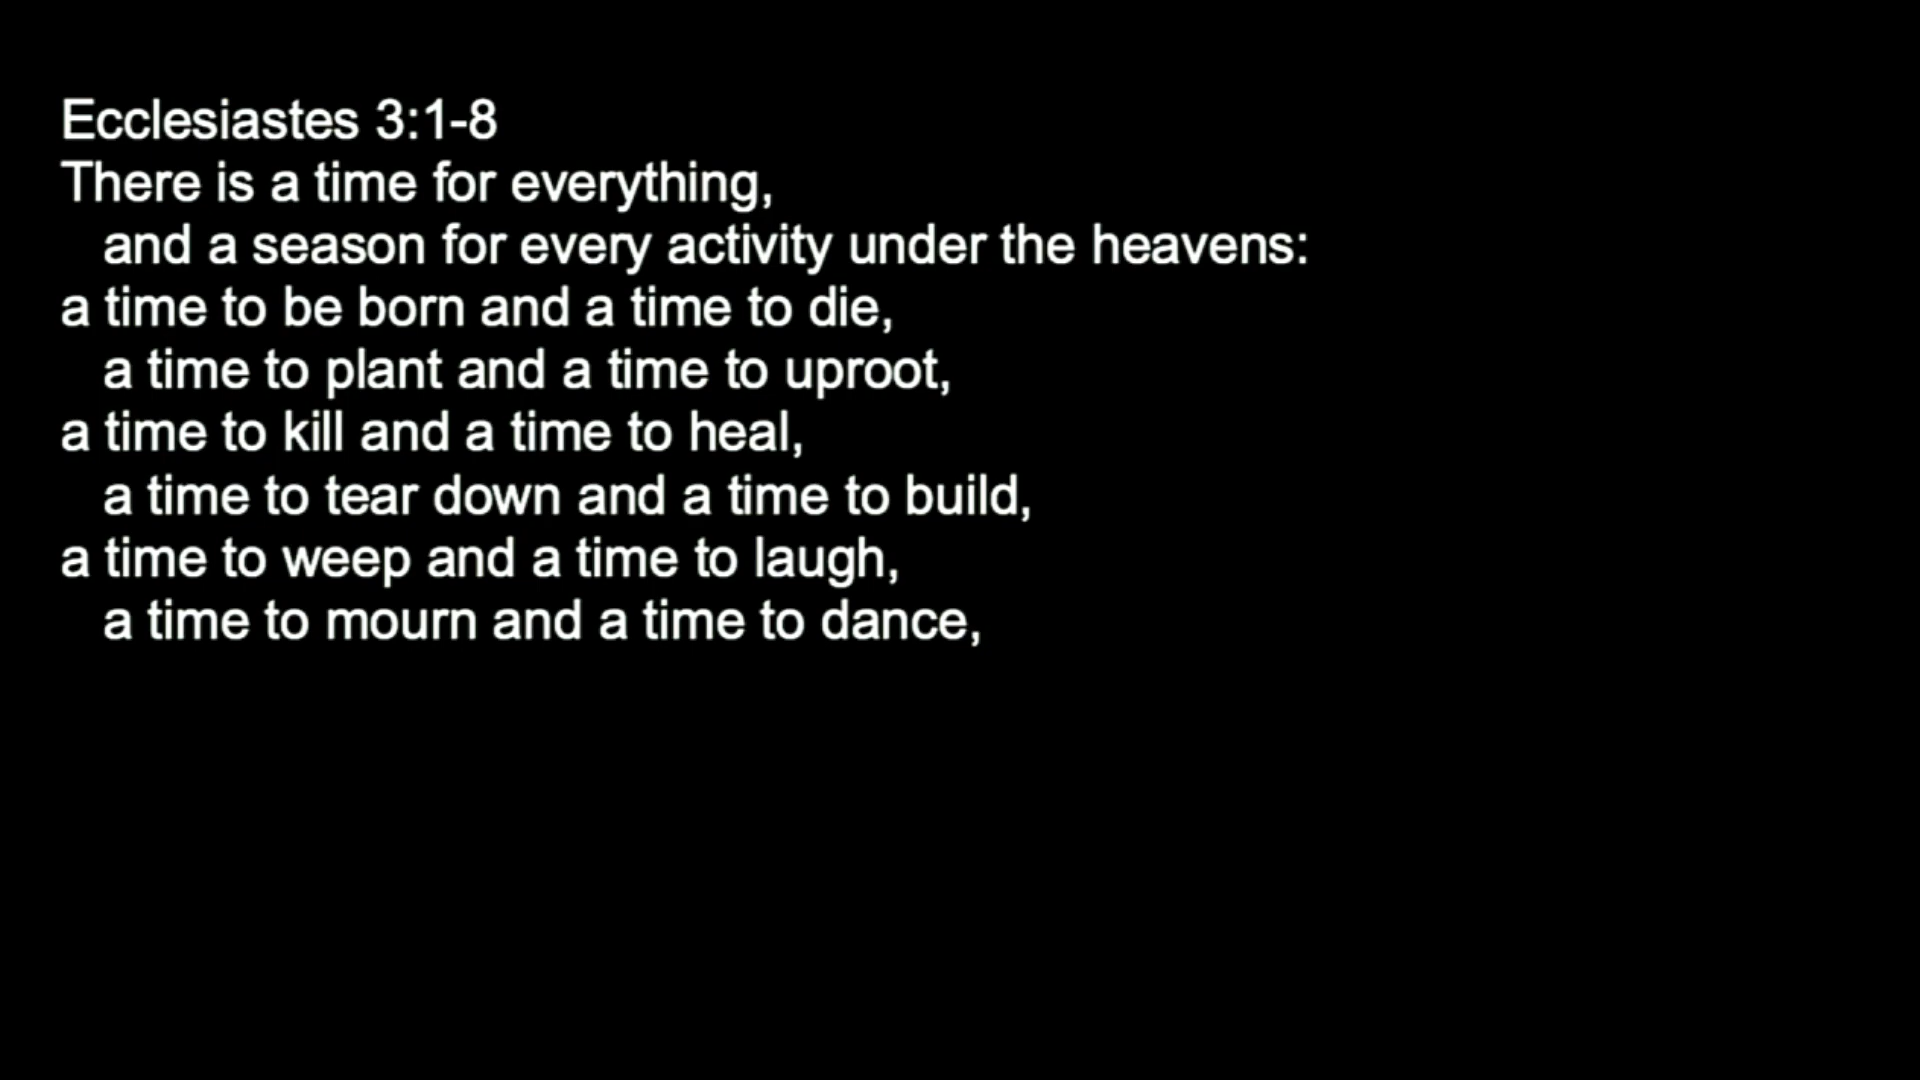 Ecclesiastes 3:1-8
There is a time for everything,
and a season for every activity under the heavens:
a time to be born and a time to die,
a time to plant and a time to uproot,
a time to kill and a time to heal,
a time to tear down and a time to build,
a time to weep and a time to laugh,
a time to mourn and a time to dance,